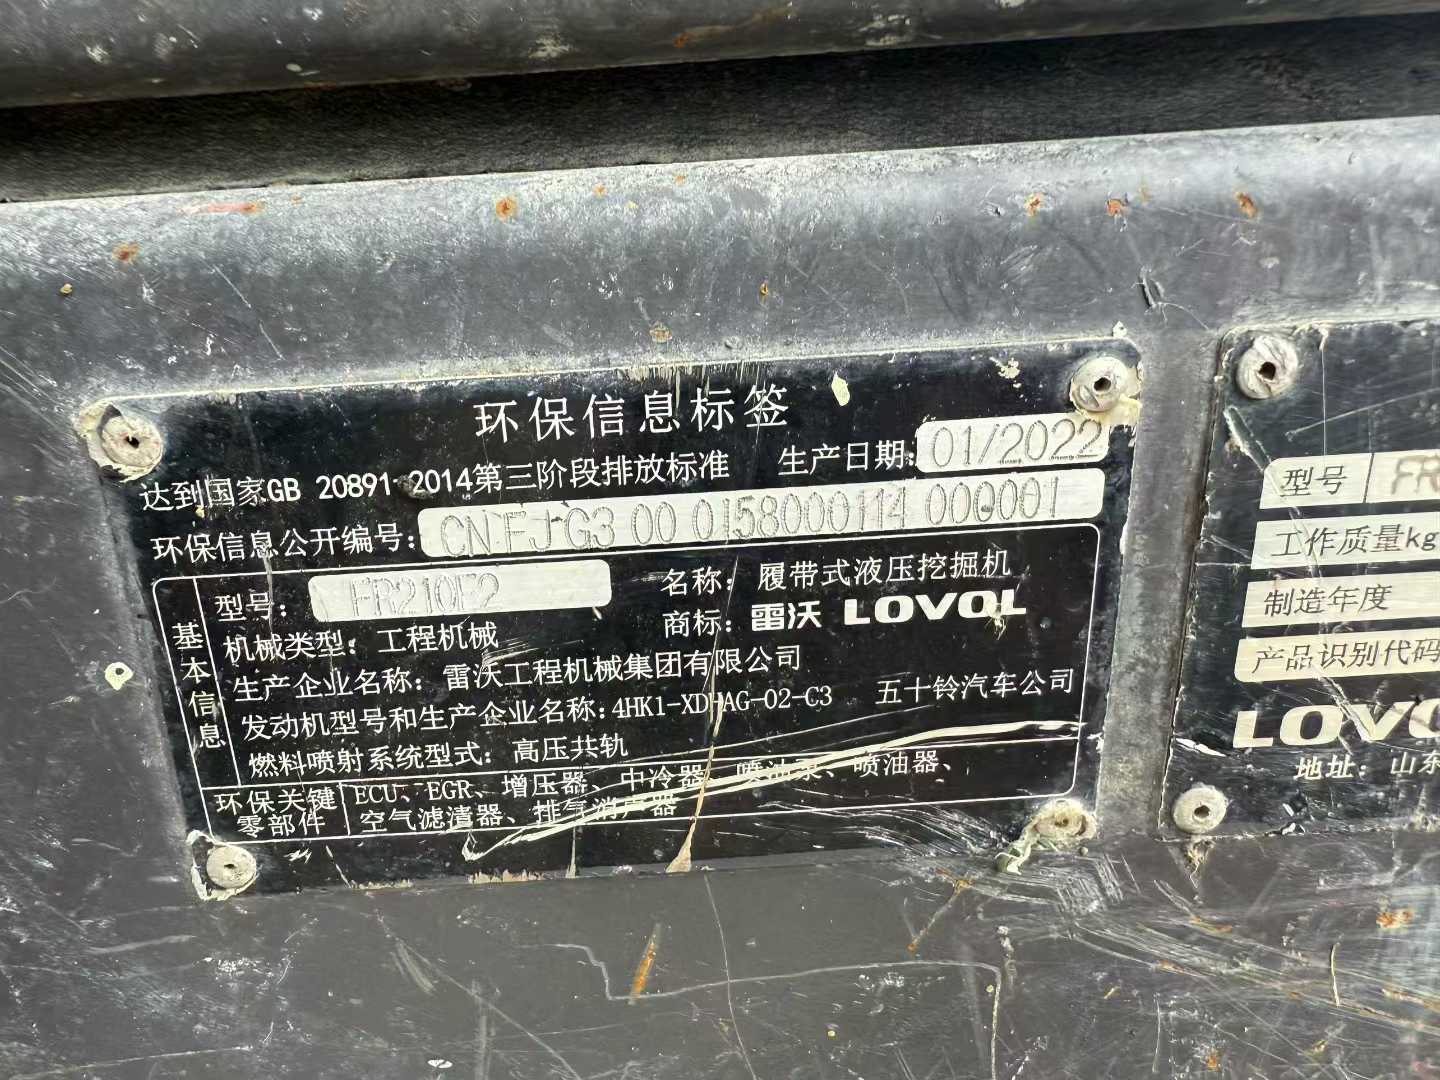 环保信息标签
达到国家GB 20891-2014第三阶段排放标准 生产日期: 01/2022
环保信息公开编号: CN FJ G3 00 0158000114 000001
基本信息
型号: FR210E2 名称: 履带式液压挖掘机
机械类型: 工程机械 商标: 雷沃 LOVOL
生产企业名称: 雷沃工程机械集团有限公司
发动机型号和生产企业名称: 4HK1-XDHAG-02-C3 五十铃汽车公司
燃料喷射系统型式: 高压共轨
环保关键零部件
ECU、EGR、增压器、中冷器、喷油泵、喷油器、
空气滤清器、排气消声器
型号 FR
工作质量kg
制造年度
产品识别代码
LOVOL
地址: 山东